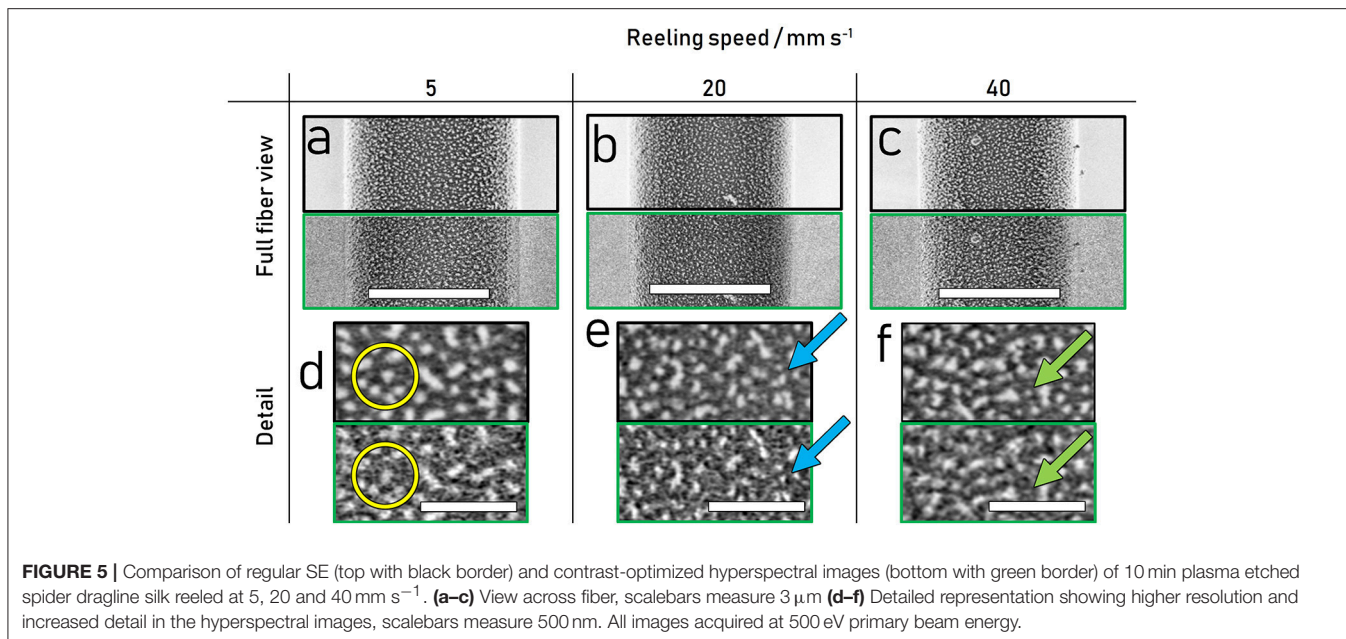 Reeling speed / mm s⁻¹
5 20 40
Full fiber view
a b c
Detail
d e f
FIGURE 5 | Comparison of regular SE (top with black border) and contrast-optimized hyperspectral images (bottom with green border) of 10 min plasma etched
spider dragline silk reeled at 5, 20 and 40 mm s⁻¹. (a–c) View across fiber, scalebars measure 3 μm (d–f) Detailed representation showing higher resolution and
increased detail in the hyperspectral images, scalebars measure 500 nm. All images acquired at 500 eV primary beam energy.